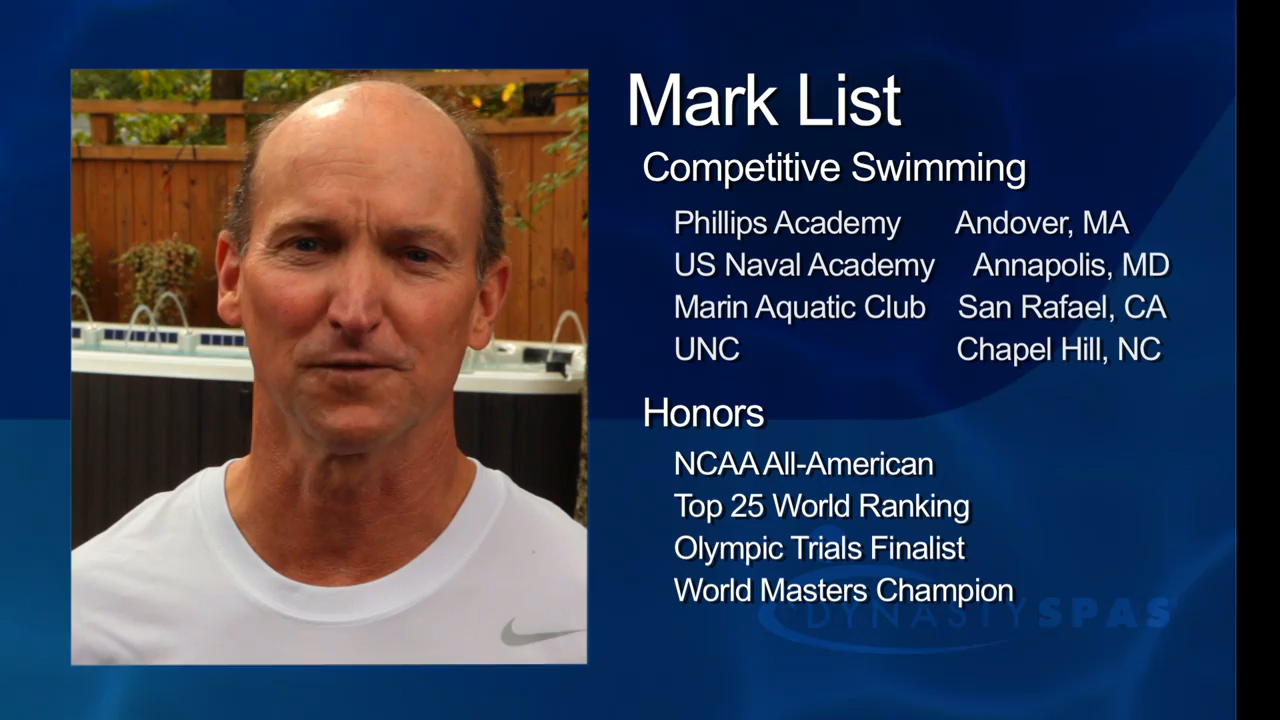 Mark List
Competitive Swimming
Phillips Academy Andover, MA
US Naval Academy Annapolis, MD
Marin Aquatic Club San Rafael, CA
UNC Chapel Hill, NC
Honors
NCAA All-American
Top 25 World Ranking
Olympic Trials Finalist
World Masters Champion
DYNASTY SPAS